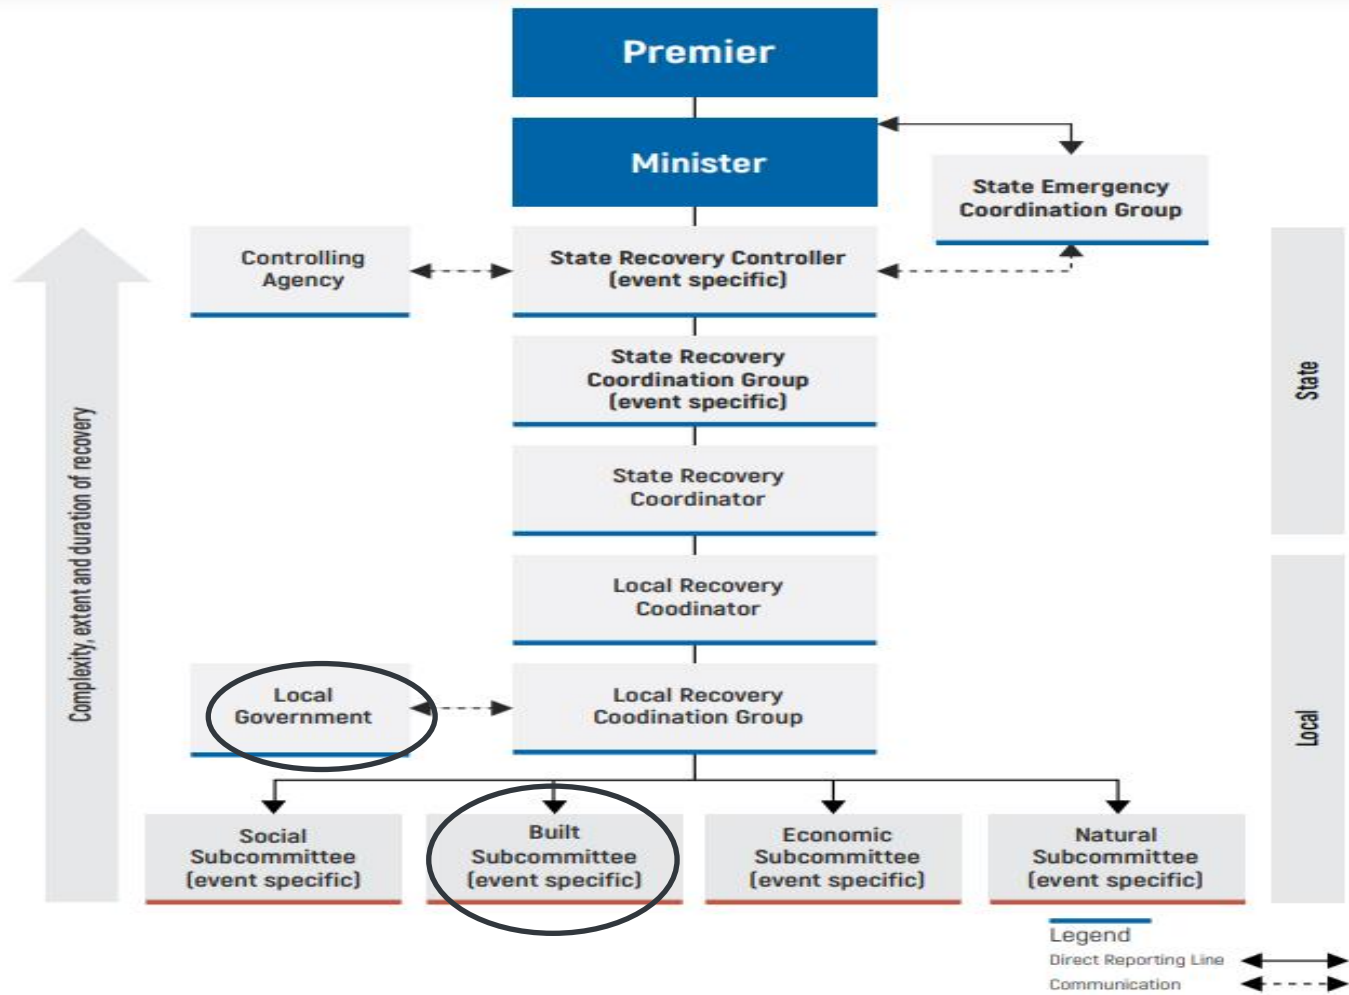 Premier
Minister
State Emergency
Coordination Group
Controlling
Agency
State Recovery Controller
(event specific)
State Recovery
Coordination Group
(event specific)
State Recovery
Coordinator
State
Complexity, extent and duration of recovery
Local Recovery
Coodinator
Local
Government
Local Recovery
Coodination Group
Local
Social
Subcommittee
(event specific)
Built
Subcommittee
(event specific)
Economic
Subcommittee
(event specific)
Natural
Subcommittee
(event specific)
Legend
Direct Reporting Line
Communication